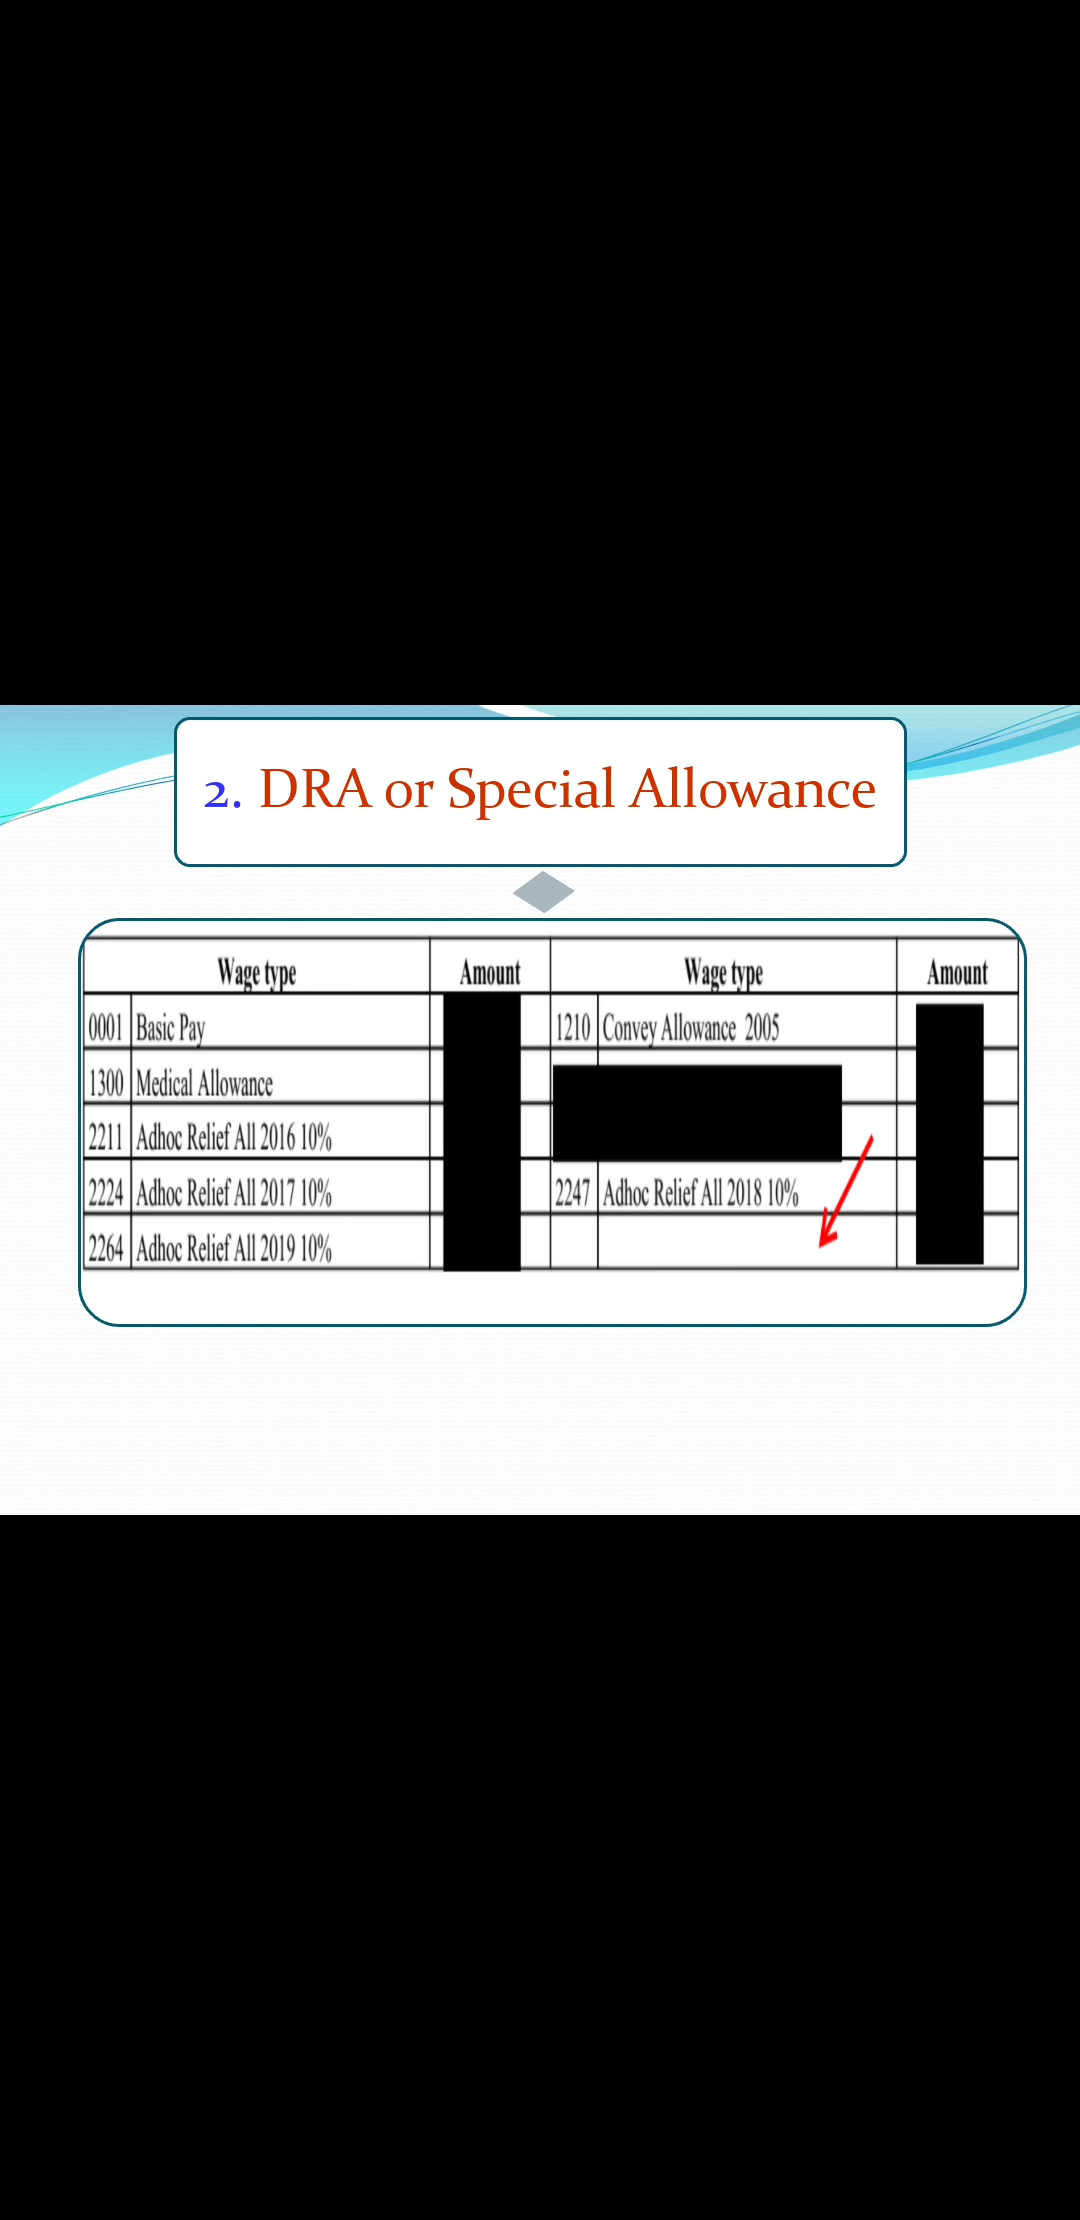 2. DRA or Special Allowance
Wage type Amount Wage type Amount
0001 Basic Pay 1210 Convey Allowance 2005
1300 Medical Allowance
2211 Adhoc Relief All 2016 10%
2224 Adhoc Relief All 2017 10% 2247 Adhoc Relief All 2018 10%
2264 Adhoc Relief All 2019 10%